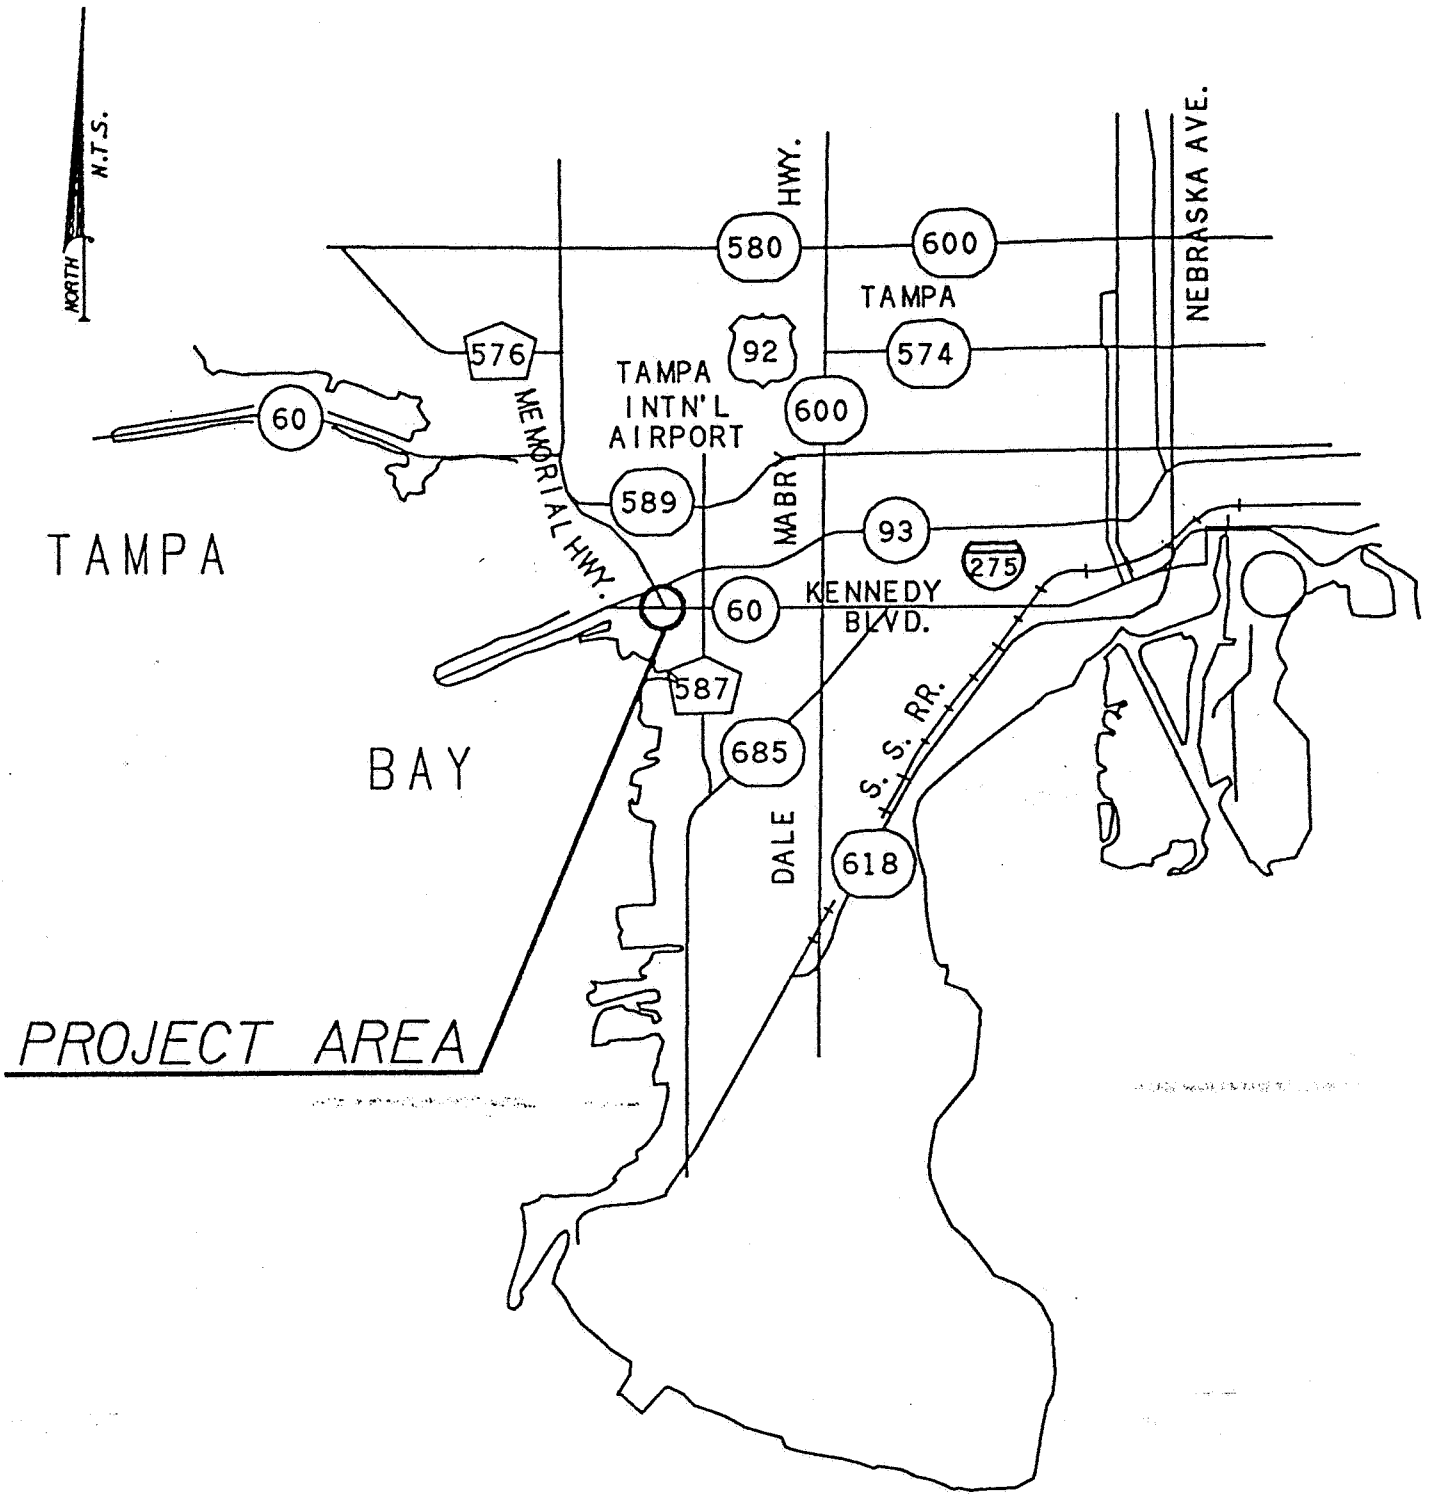 N.T.S.
NORTH
HWY.
NEBRASKA AVE.
580
600
TAMPA
576
92
574
TAMPA
INTN'L
AIRPORT
600
60
MEMORIAL HWY.
589
MABRY
93
275
TAMPA
60
KENNEDY
BLVD.
587
S. S. RR.
685
BAY
DALE
618
PROJECT AREA